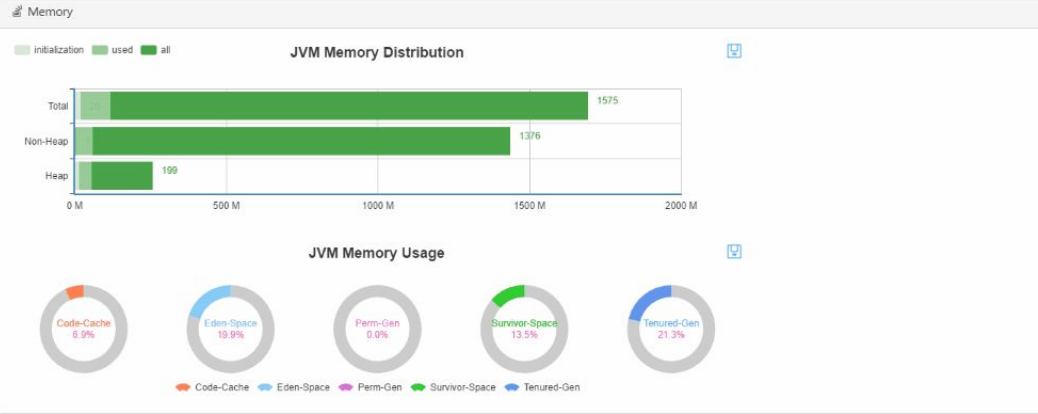 Memory
initialization used all
JVM Memory Distribution
Total
1575
Non-Heap
1376
Heap
199
0 M 500 M 1000 M 1500 M 2000 M
JVM Memory Usage
Code-Cache
6.9%
Eden-Space
19.9%
Perm-Gen
0.0%
Survivor-Space
13.5%
Tenured-Gen
21.3%
Code-Cache Eden-Space Perm-Gen Survivor-Space Tenured-Gen